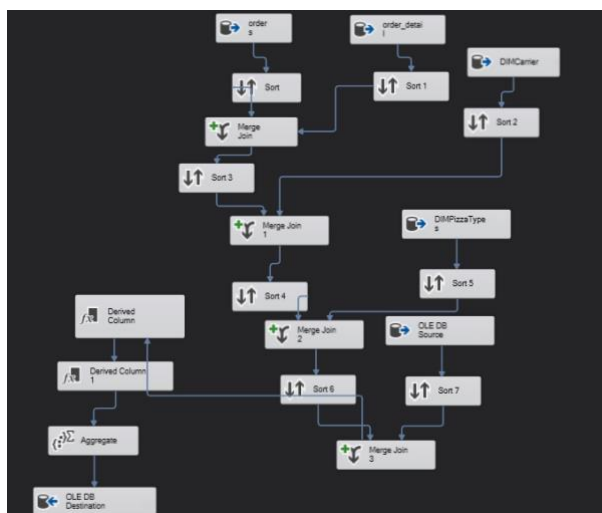 order
s
order_detai
l
DIMCarrier
Sort
Sort 1
Sort 2
Merge
Join
Sort 3
Merge Join
1
DIMPizzaType
s
Sort 4
Sort 5
Derived
Column
Merge Join
2
OLE DB
Source
Derived Column
1
Sort 6
Sort 7
Aggregate
Merge Join
3
OLE DB
Destination